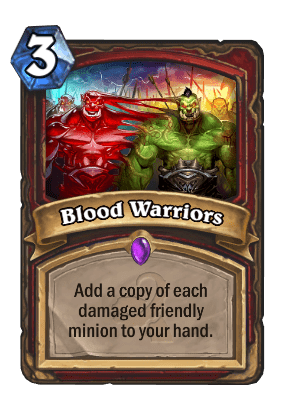 3
Blood Warriors
Add a copy of each
damaged friendly
minion to your hand.